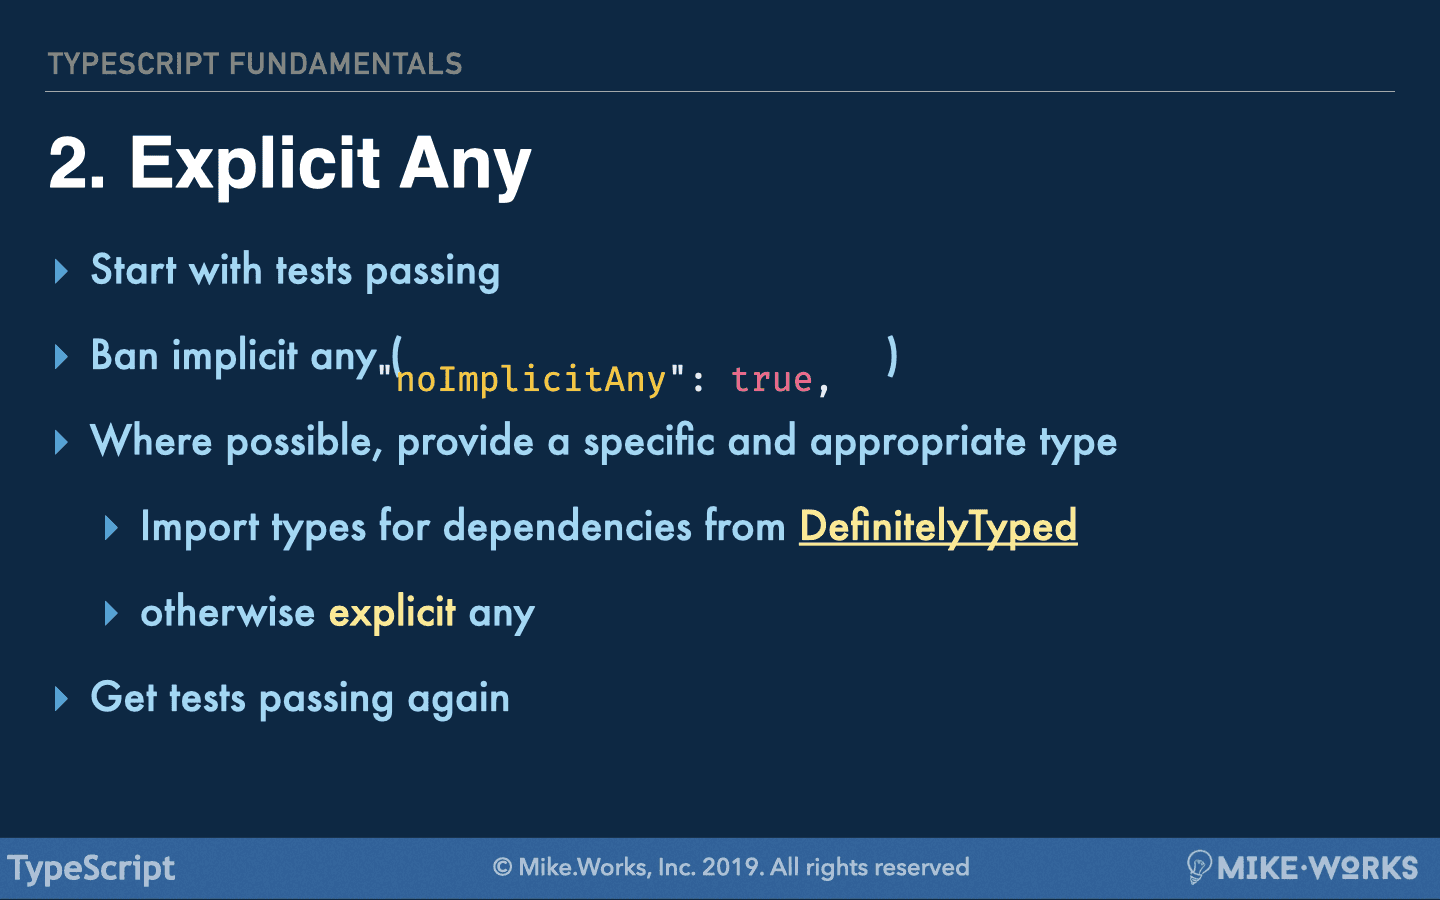 TYPESCRIPT FUNDAMENTALS
2. Explicit Any
Start with tests passing
Ban implicit any ("noImplicitAny": true, )
Where possible, provide a specific and appropriate type
Import types for dependencies from DefinitelyTyped
otherwise explicit any
Get tests passing again
TypeScript
© Mike.Works, Inc. 2019. All rights reserved
MIKE·WORKS